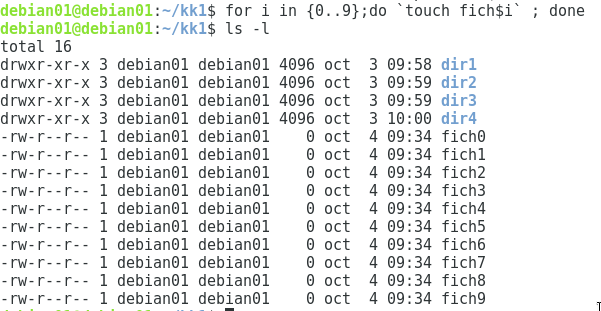 debian01@debian01:~/kk1$ for i in {0..9};do `touch fich$i` ; done
debian01@debian01:~/kk1$ ls -l
total 16
drwxr-xr-x 3 debian01 debian01 4096 oct  3 09:58 dir1
drwxr-xr-x 3 debian01 debian01 4096 oct  3 09:59 dir2
drwxr-xr-x 3 debian01 debian01 4096 oct  3 09:59 dir3
drwxr-xr-x 3 debian01 debian01 4096 oct  3 10:00 dir4
-rw-r--r-- 1 debian01 debian01    0 oct  4 09:34 fich0
-rw-r--r-- 1 debian01 debian01    0 oct  4 09:34 fich1
-rw-r--r-- 1 debian01 debian01    0 oct  4 09:34 fich2
-rw-r--r-- 1 debian01 debian01    0 oct  4 09:34 fich3
-rw-r--r-- 1 debian01 debian01    0 oct  4 09:34 fich4
-rw-r--r-- 1 debian01 debian01    0 oct  4 09:34 fich5
-rw-r--r-- 1 debian01 debian01    0 oct  4 09:34 fich6
-rw-r--r-- 1 debian01 debian01    0 oct  4 09:34 fich7
-rw-r--r-- 1 debian01 debian01    0 oct  4 09:34 fich8
-rw-r--r-- 1 debian01 debian01    0 oct  4 09:34 fich9